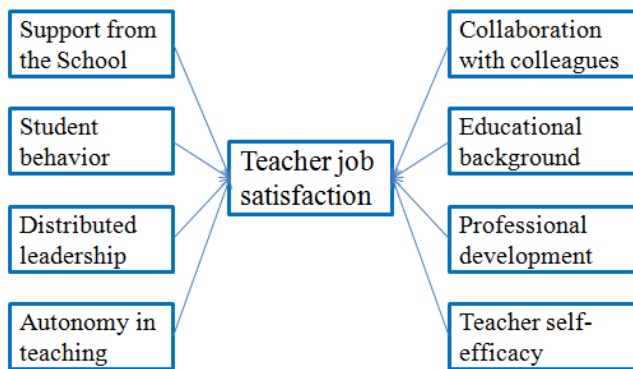 Support from
the School
Student
behavior
Distributed
leadership
Autonomy in
teaching
Teacher job
satisfaction
Collaboration
with colleagues
Educational
background
Professional
development
Teacher self-
efficacy